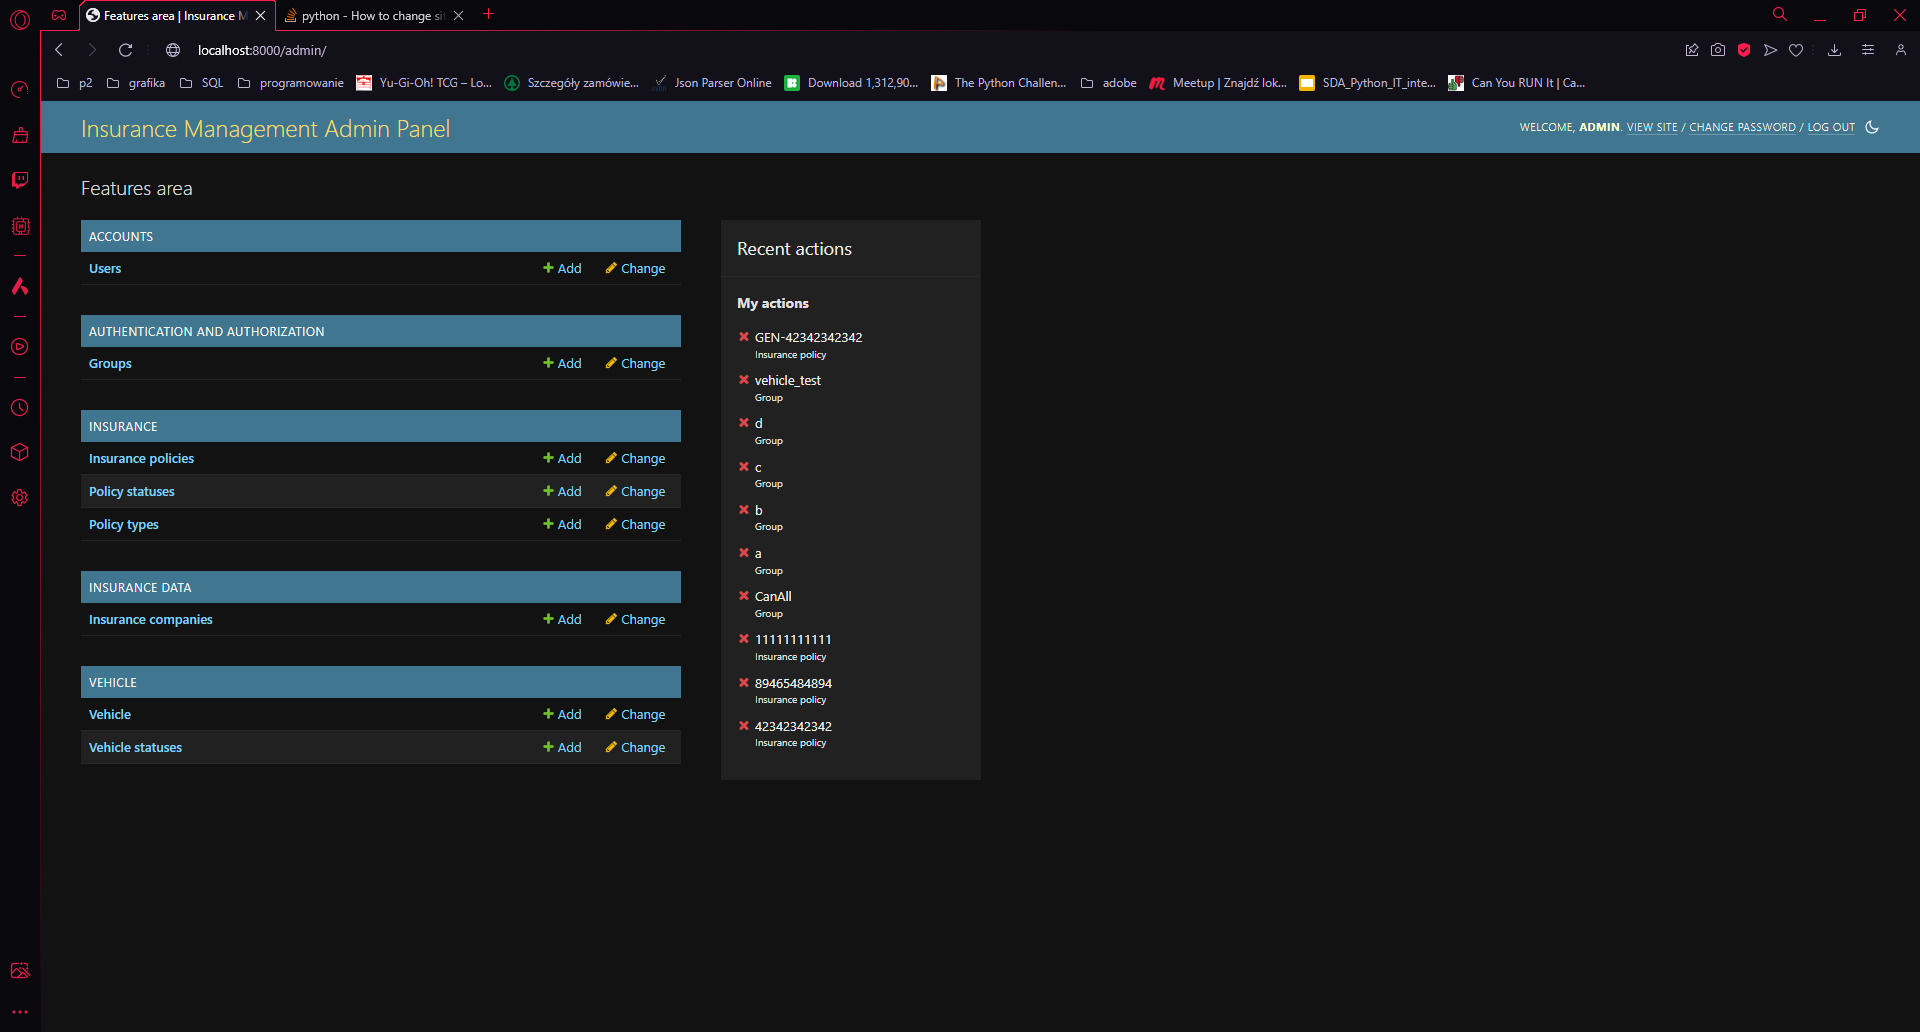 Features area | Insurance M
python - How to change si
localhost:8000/admin/
p2
grafika
SQL
programowanie
Yu-Gi-Oh! TCG – Lo...
Szczegóły zamówie...
Json Parser Online
Download 1,312,90...
The Python Challen...
adobe
Meetup | Znajdź lok...
SDA_Python_IT_inte...
Can You RUN It | Ca...
Insurance Management Admin Panel
WELCOME, ADMIN. VIEW SITE / CHANGE PASSWORD / LOG OUT
Features area
ACCOUNTS
Users Add Change
AUTHENTICATION AND AUTHORIZATION
Groups Add Change
INSURANCE
Insurance policies Add Change
Policy statuses Add Change
Policy types Add Change
INSURANCE DATA
Insurance companies Add Change
VEHICLE
Vehicle Add Change
Vehicle statuses Add Change
Recent actions
My actions
GEN-42342342342
Insurance policy
vehicle_test
Group
d
Group
c
Group
b
Group
a
Group
CanAll
Group
11111111111
Insurance policy
89465484894
Insurance policy
42342342342
Insurance policy